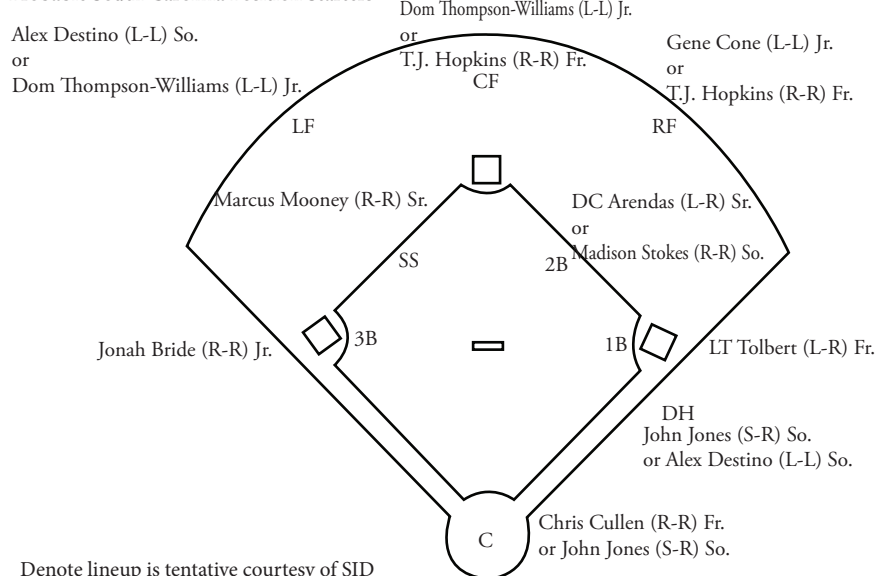 Dom Thompson-Williams (L-L) Jr.
or
T.J. Hopkins (R-R) Fr.
CF
Alex Destino (L-L) So.
or
Dom Thompson-Williams (L-L) Jr.
LF
Gene Cone (L-L) Jr.
or
T.J. Hopkins (R-R) Fr.
RF
Marcus Mooney (R-R) Sr.
SS
DC Arendas (L-R) Sr.
or
Madison Stokes (R-R) So.
2B
Jonah Bride (R-R) Jr.
3B
1B
LT Tolbert (L-R) Fr.
DH
John Jones (S-R) So.
or Alex Destino (L-L) So.
C
Chris Cullen (R-R) Fr.
or John Jones (S-R) So.
Denote lineup is tentative courtesy of SID